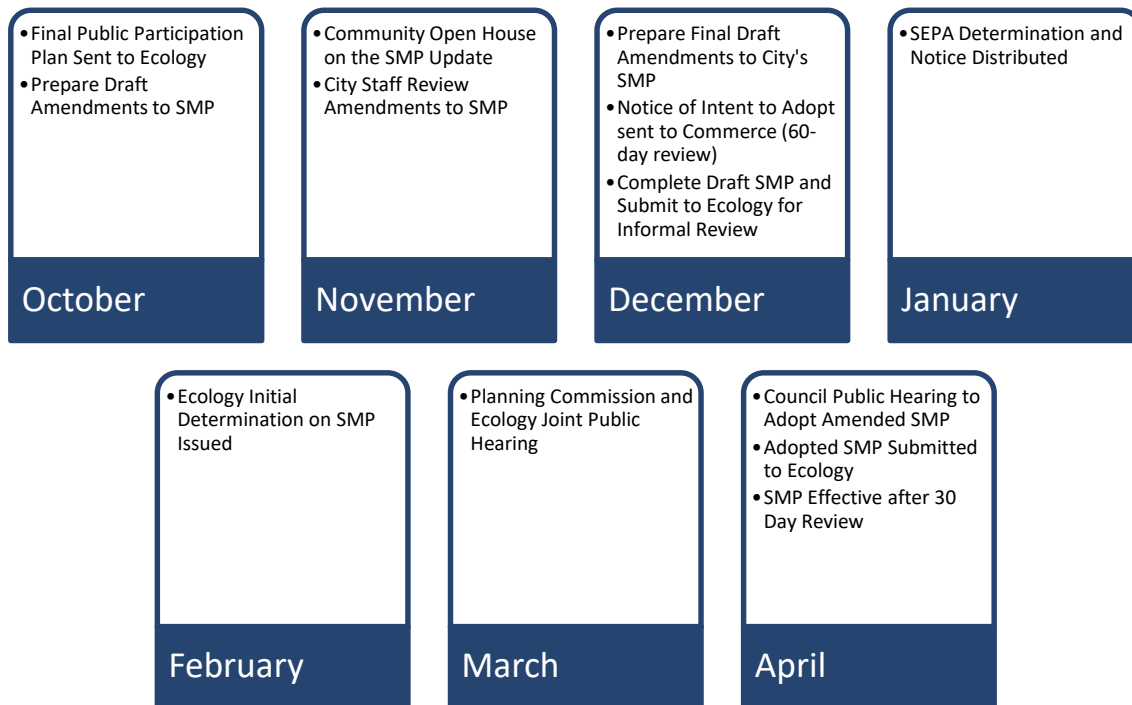 •Final Public Participation
Plan Sent to Ecology
•Prepare Draft
Amendments to SMP
October
•Community Open House
on the SMP Update
•City Staff Review
Amendments to SMP
November
•Prepare Final Draft
Amendments to City's
SMP
•Notice of Intent to Adopt
sent to Commerce (60-
day review)
•Complete Draft SMP and
Submit to Ecology for
Informal Review
December
•SEPA Determination and
Notice Distributed
January
•Ecology Initial
Determination on SMP
Issued
February
•Planning Commission and
Ecology Joint Public
Hearing
March
•Council Public Hearing to
Adopt Amended SMP
•Adopted SMP Submitted
to Ecology
•SMP Effective after 30
Day Review
April